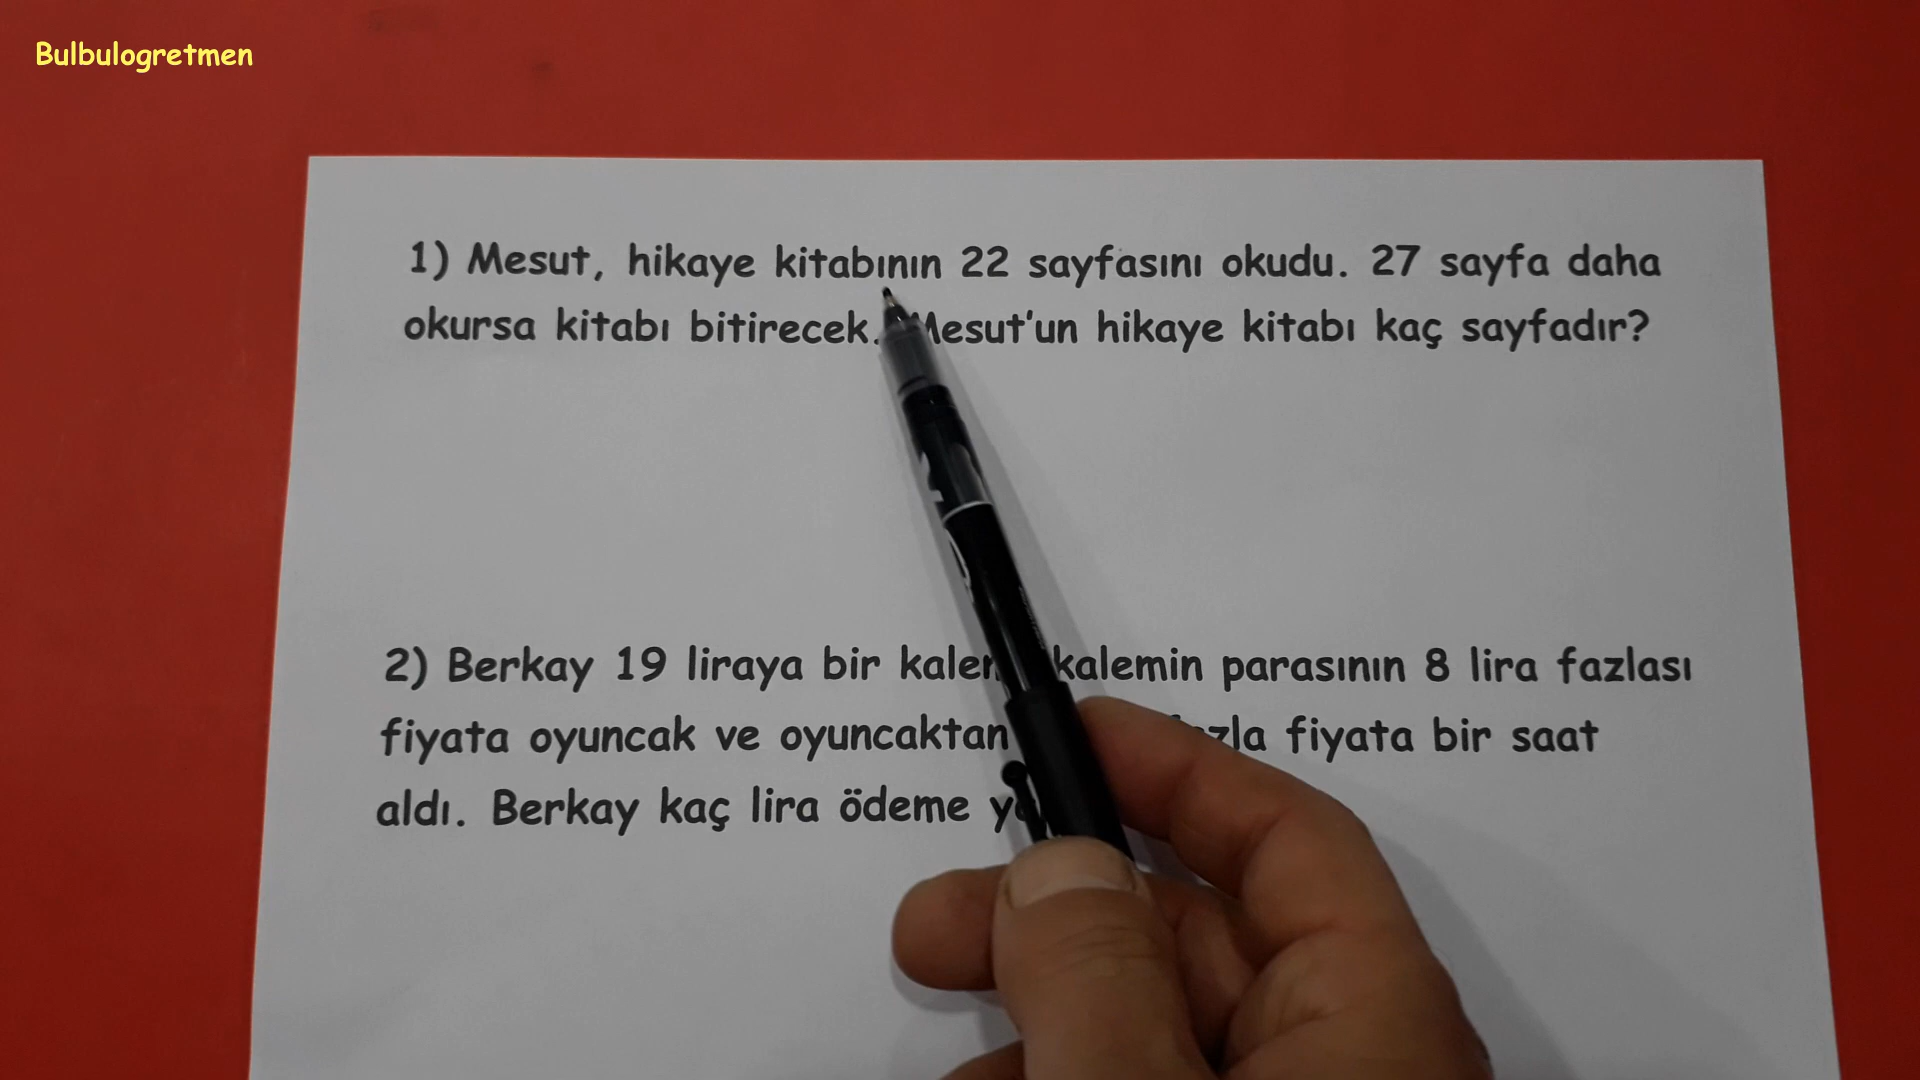 Bulbulogretmen
1) Mesut, hikaye kitabının 22 sayfasını okudu. 27 sayfa daha
okursa kitabı bitirecek. Mesut'un hikaye kitabı kaç sayfadır?
2) Berkay 19 liraya bir kalem kalemin parasının 8 lira fazlası
fiyata oyuncak ve oyuncaktan fiyata bir saat
aldı. Berkay kaç lira ödeme